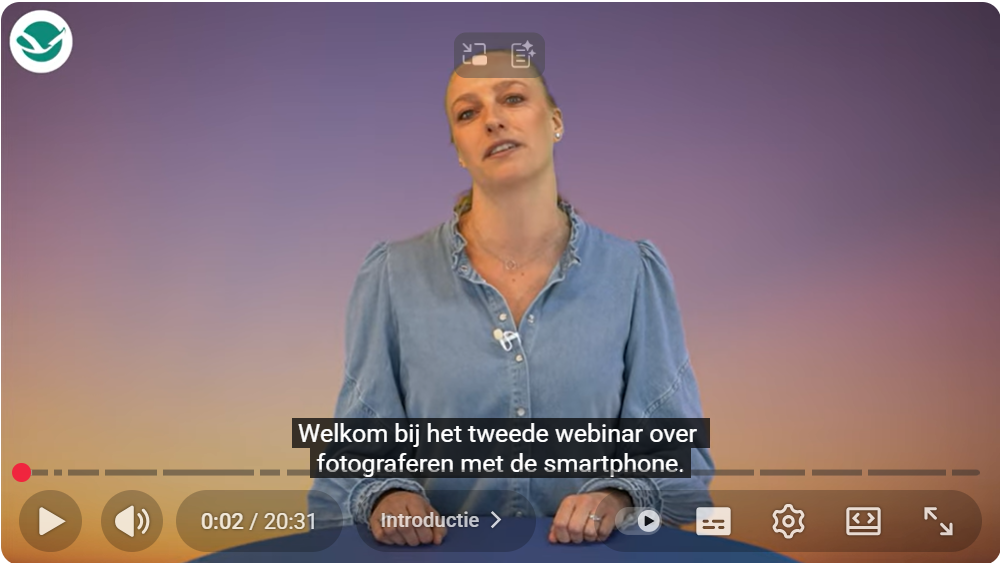 Welkom bij het tweede webinar over
fotograferen met de smartphone.
0:02 / 20:31
Introductie